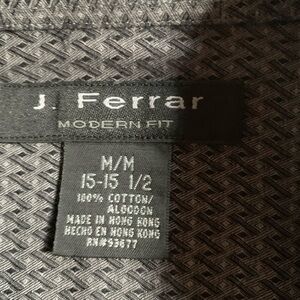 J. Ferrar
MODERN FIT
M/M
15-15 1/2
100% COTTON/
ALGODON
MADE IN HONG KONG
HECHO EN HONG KONG
RN#93677